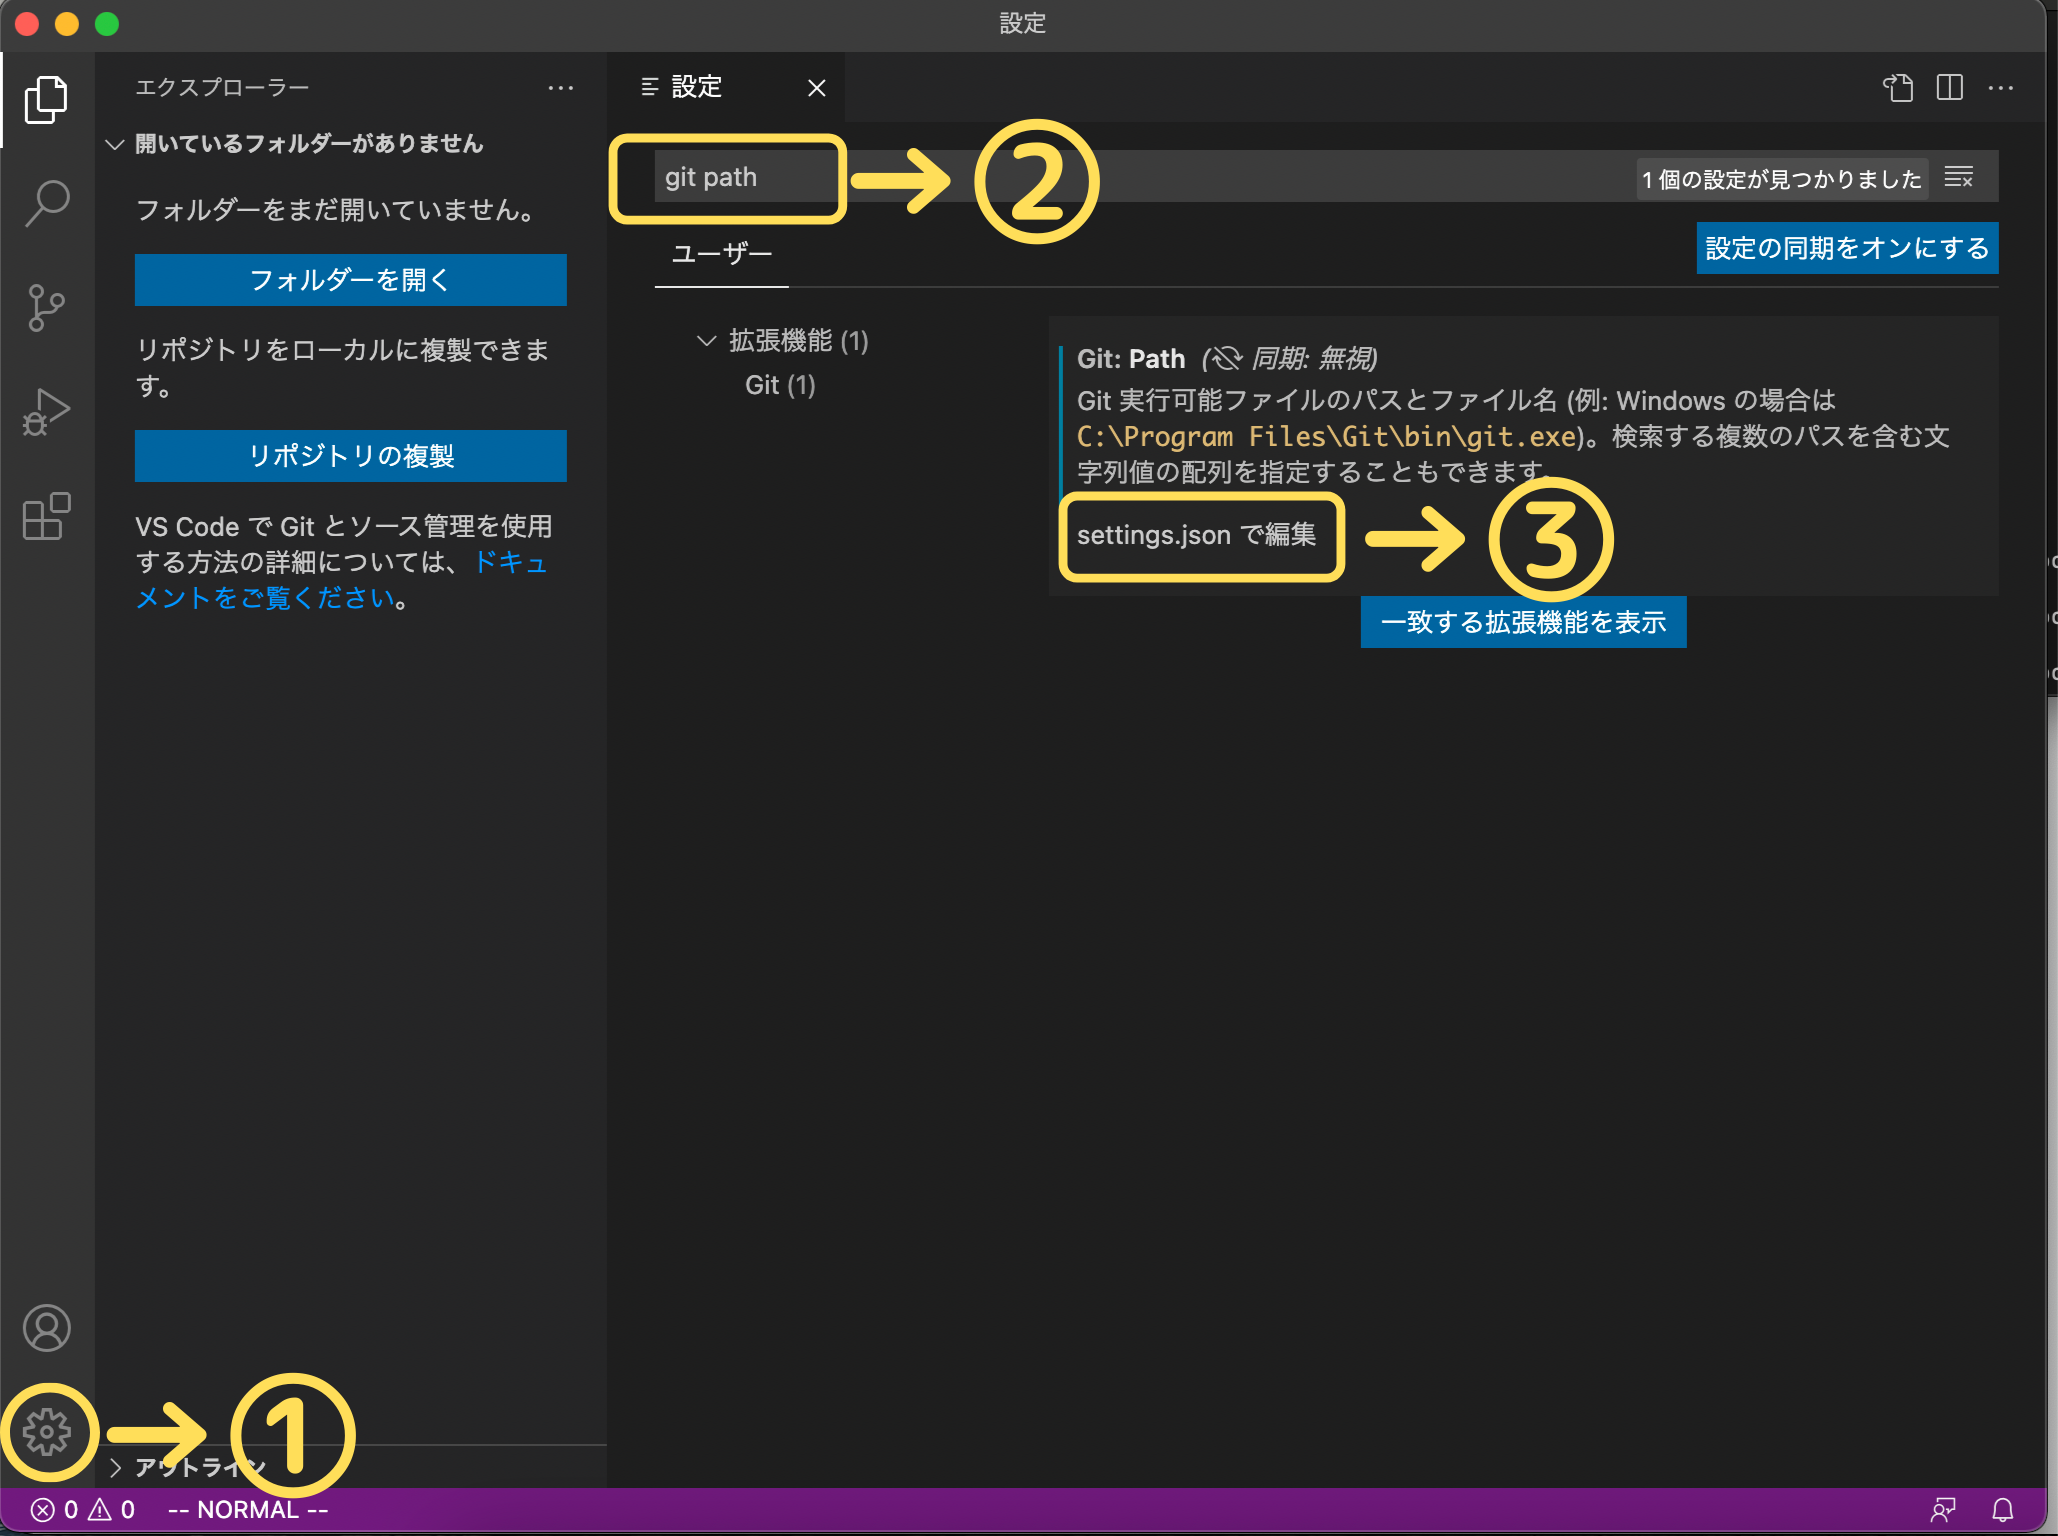 設定
エクスプローラー
開いているフォルダーがありません
フォルダーをまだ開いていません。
フォルダーを開く
リポジトリをローカルに複製できま
す。
リポジトリの複製
VS Code で Git とソース管理を使用
する方法の詳細については、ドキュ
メントをご覧ください。
アウトライン
設定
git path
②
1 個の設定が見つかりました
ユーザー
設定の同期をオンにする
拡張機能 (1)
Git (1)
Git: Path (同期: 無視)
Git 実行可能ファイルのパスとファイル名 (例: Windows の場合は
C:\Program Files\Git\bin\git.exe)。検索する複数のパスを含む文
字列値の配列を指定することもできます。
settings.json で編集
③
一致する拡張機能を表示
①
0 0 -- NORMAL --